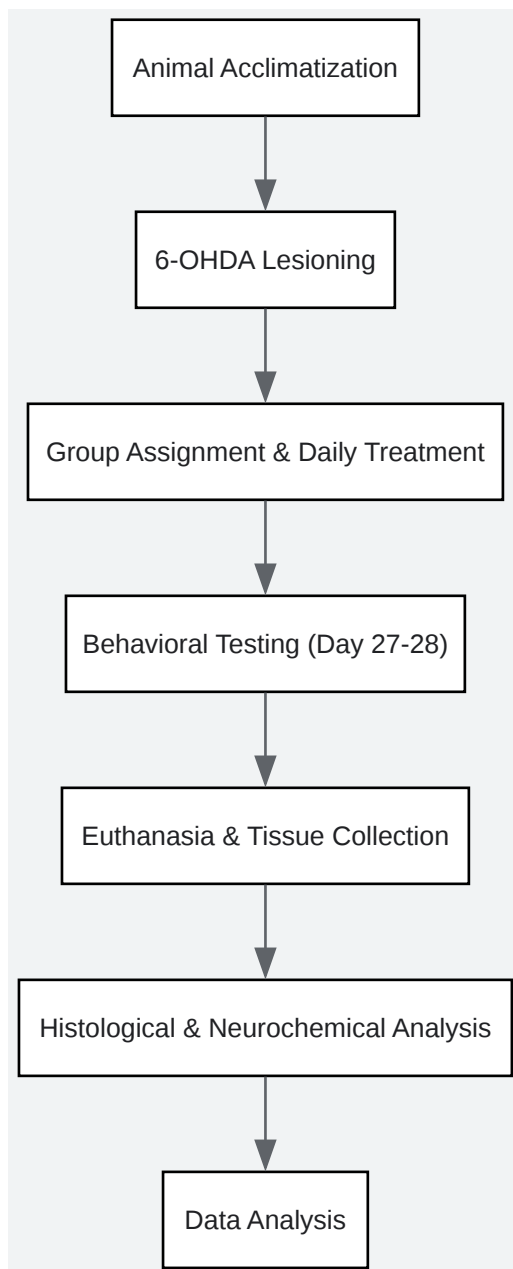 Animal Acclimatization
6-OHDA Lesioning
Group Assignment & Daily Treatment
Behavioral Testing (Day 27-28)
Euthanasia & Tissue Collection
Histological & Neurochemical Analysis
Data Analysis